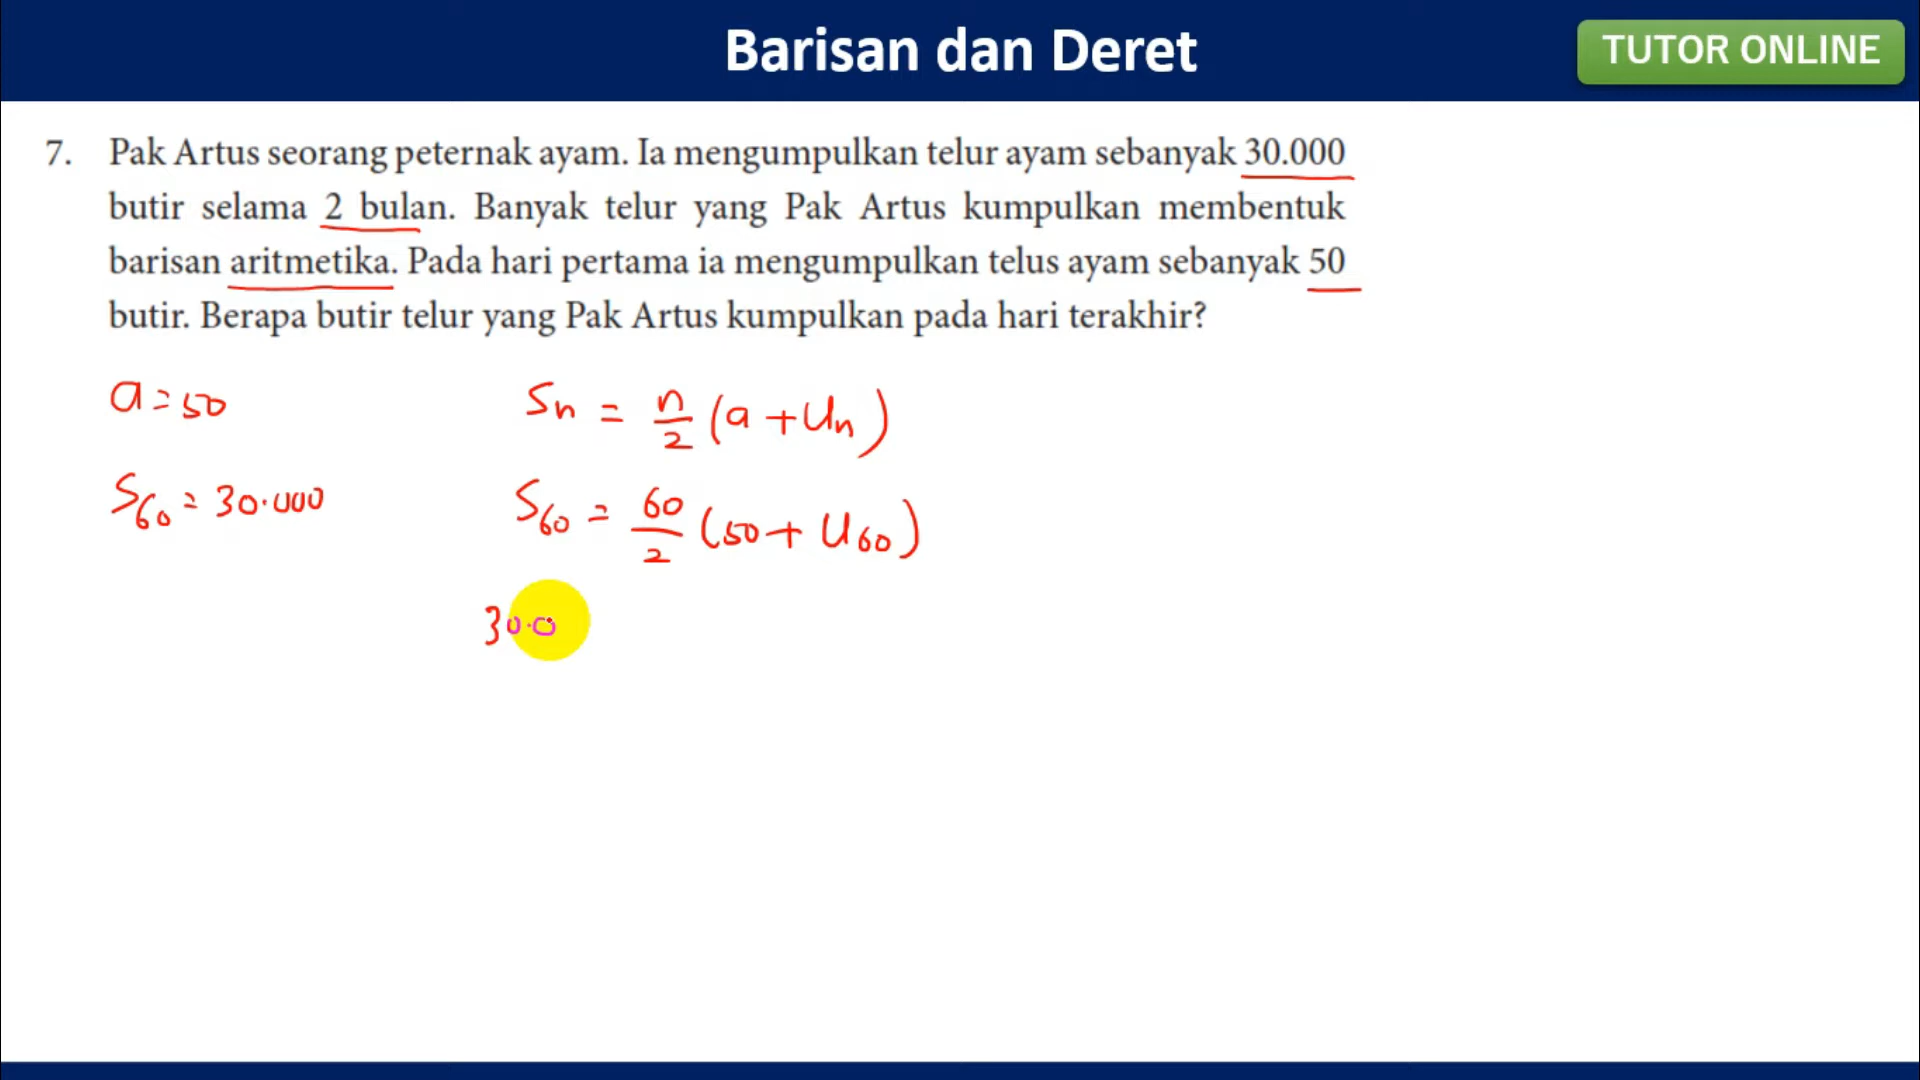 Barisan dan Deret
TUTOR ONLINE
7. Pak Artus seorang peternak ayam. Ia mengumpulkan telur ayam sebanyak 30.000
butir selama 2 bulan. Banyak telur yang Pak Artus kumpulkan membentuk
barisan aritmetika. Pada hari pertama ia mengumpulkan telus ayam sebanyak 50
butir. Berapa butir telur yang Pak Artus kumpulkan pada hari terakhir?
a = 50
Sn = n/2 (a + Un)
S60 = 30.000
S60 = 60/2 (50 + U60)
30.0